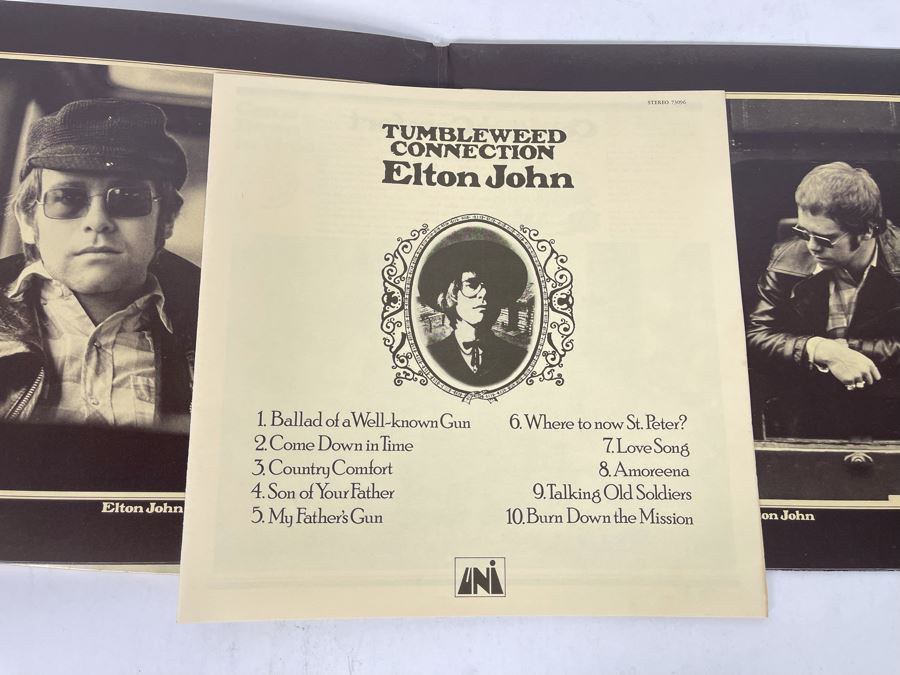 STEREO 73096
TUMBLEWEED
CONNECTION
Elton John
1. Ballad of a Well-known Gun
2. Come Down in Time
3. Country Comfort
4. Son of Your Father
5. My Father's Gun
6. Where to now St. Peter?
7. Love Song
8. Amoreena
9. Talking Old Soldiers
10. Burn Down the Mission
UNI
Elton John
on John